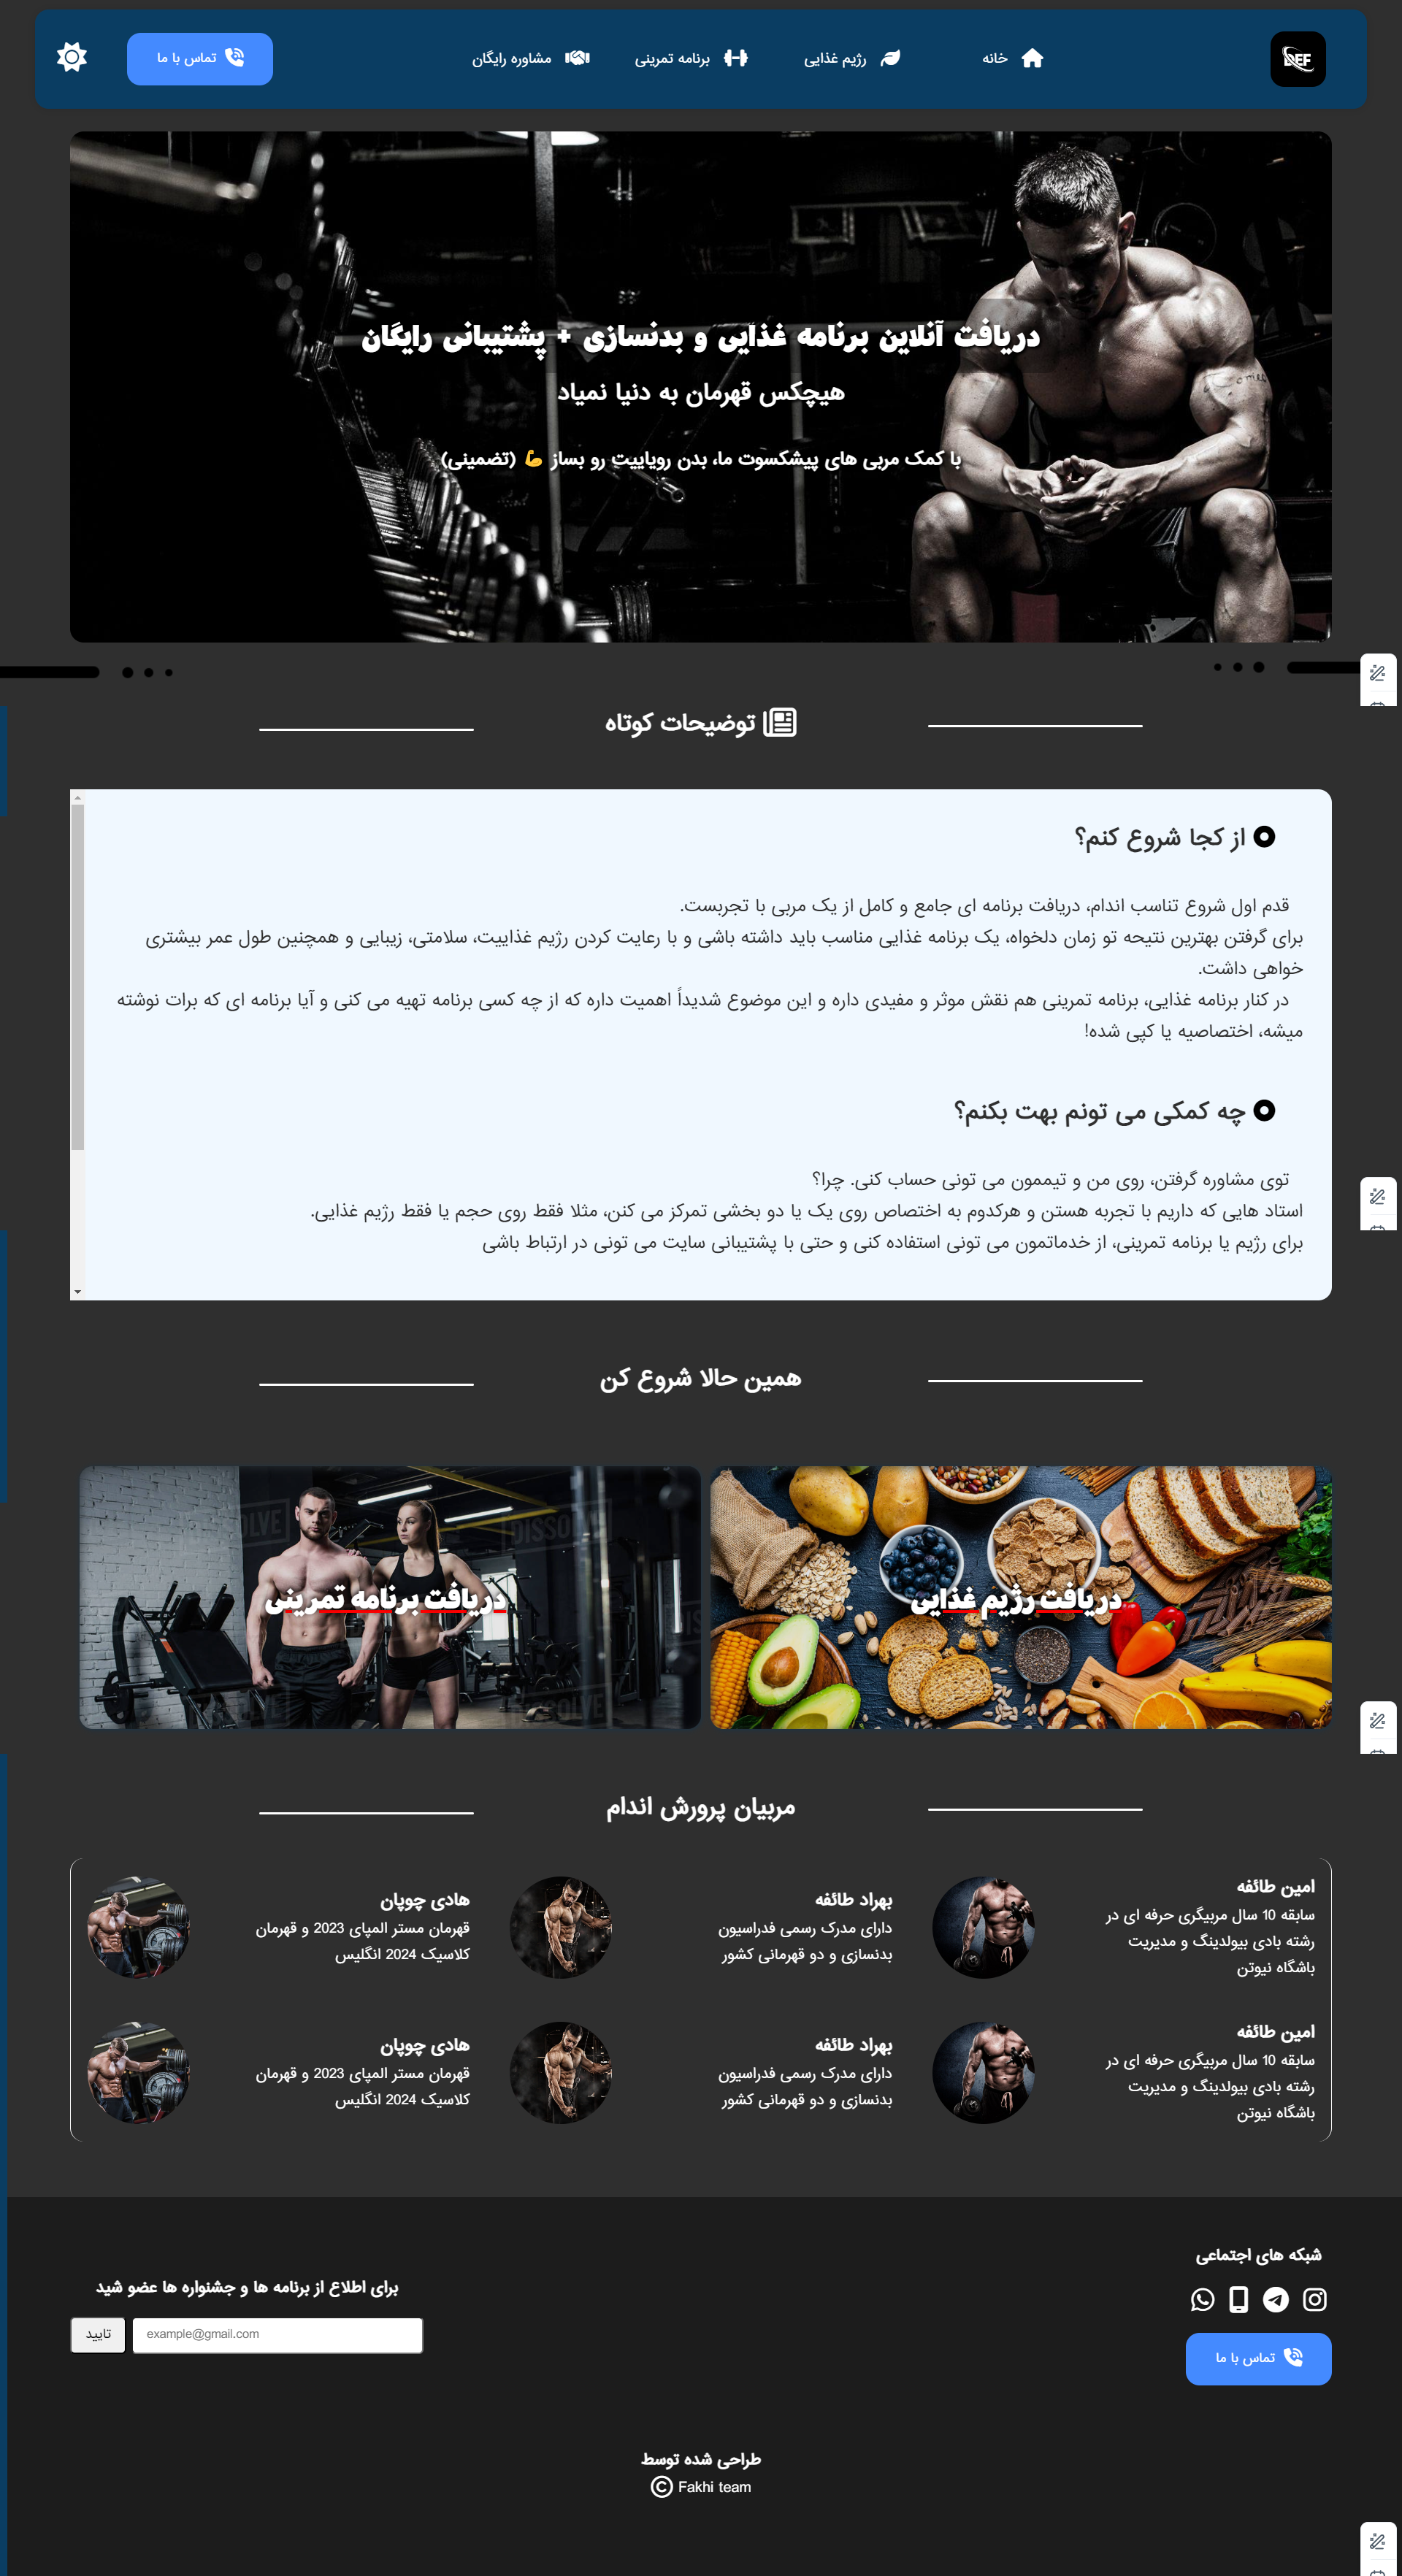 DEF
خانه
رژیم غذایی
برنامه تمرینی
مشاوره رایگان
تماس با ما
دریافت آنلاین برنامه غذایی و بدنسازی + پشتیبانی رایگان
هیچکس قهرمان به دنیا نمیاد
با کمک مربی های پیشکسوت ما، بدن رویاییت رو بساز 💪 (تضمینی)
توضیحات کوتاه
از کجا شروع کنم؟
قدم اول شروع تناسب اندام، دریافت برنامه ای جامع و کامل از یک مربی با تجربست.
برای گرفتن بهترین نتیجه تو زمان دلخواه، یک برنامه غذایی مناسب باید داشته باشی و با رعایت کردن رژیم غذاییت، سلامتی، زیبایی و همچنین طول عمر بیشتری
خواهی داشت.
در کنار برنامه غذایی، برنامه تمرینی هم نقش موثر و مفیدی داره و این موضوع شدیداً اهمیت داره که از چه کسی برنامه تهیه می کنی و آیا برنامه ای که برات نوشته
میشه، اختصاصیه یا کپی شده!
چه کمکی می تونم بهت بکنم؟
توی مشاوره گرفتن، روی من و تیممون می تونی حساب کنی. چرا؟
استاد هایی که داریم با تجربه هستن و هرکدوم به اختصاص روی یک یا دو بخشی تمرکز می کنن، مثلا فقط روی حجم یا فقط رژیم غذایی.
برای رژیم یا برنامه تمرینی، از خدماتمون می تونی استفاده کنی و حتی با پشتیبانی سایت می تونی در ارتباط باشی
همین حالا شروع کن
دریافت رژیم غذایی
دریافت برنامه تمرینی
DISSOLVE
مربیان پرورش اندام
امین طائفه
سابقه 10 سال مربیگری حرفه ای در
رشته بادی بیولدینگ و مدیریت
باشگاه نیوتن
بهراد طائفه
دارای مدرک رسمی فدراسیون
بدنسازی و دو قهرمانی کشور
هادی چوپان
قهرمان مستر المپای 2023 و قهرمان
کلاسیک 2024 انگلیس
امین طائفه
سابقه 10 سال مربیگری حرفه ای در
رشته بادی بیولدینگ و مدیریت
باشگاه نیوتن
بهراد طائفه
دارای مدرک رسمی فدراسیون
بدنسازی و دو قهرمانی کشور
هادی چوپان
قهرمان مستر المپای 2023 و قهرمان
کلاسیک 2024 انگلیس
شبکه های اجتماعی
تماس با ما
برای اطلاع از برنامه ها و جشنواره ها عضو شید
example@gmail.com
تایید
طراحی شده توسط
© Fakhi team